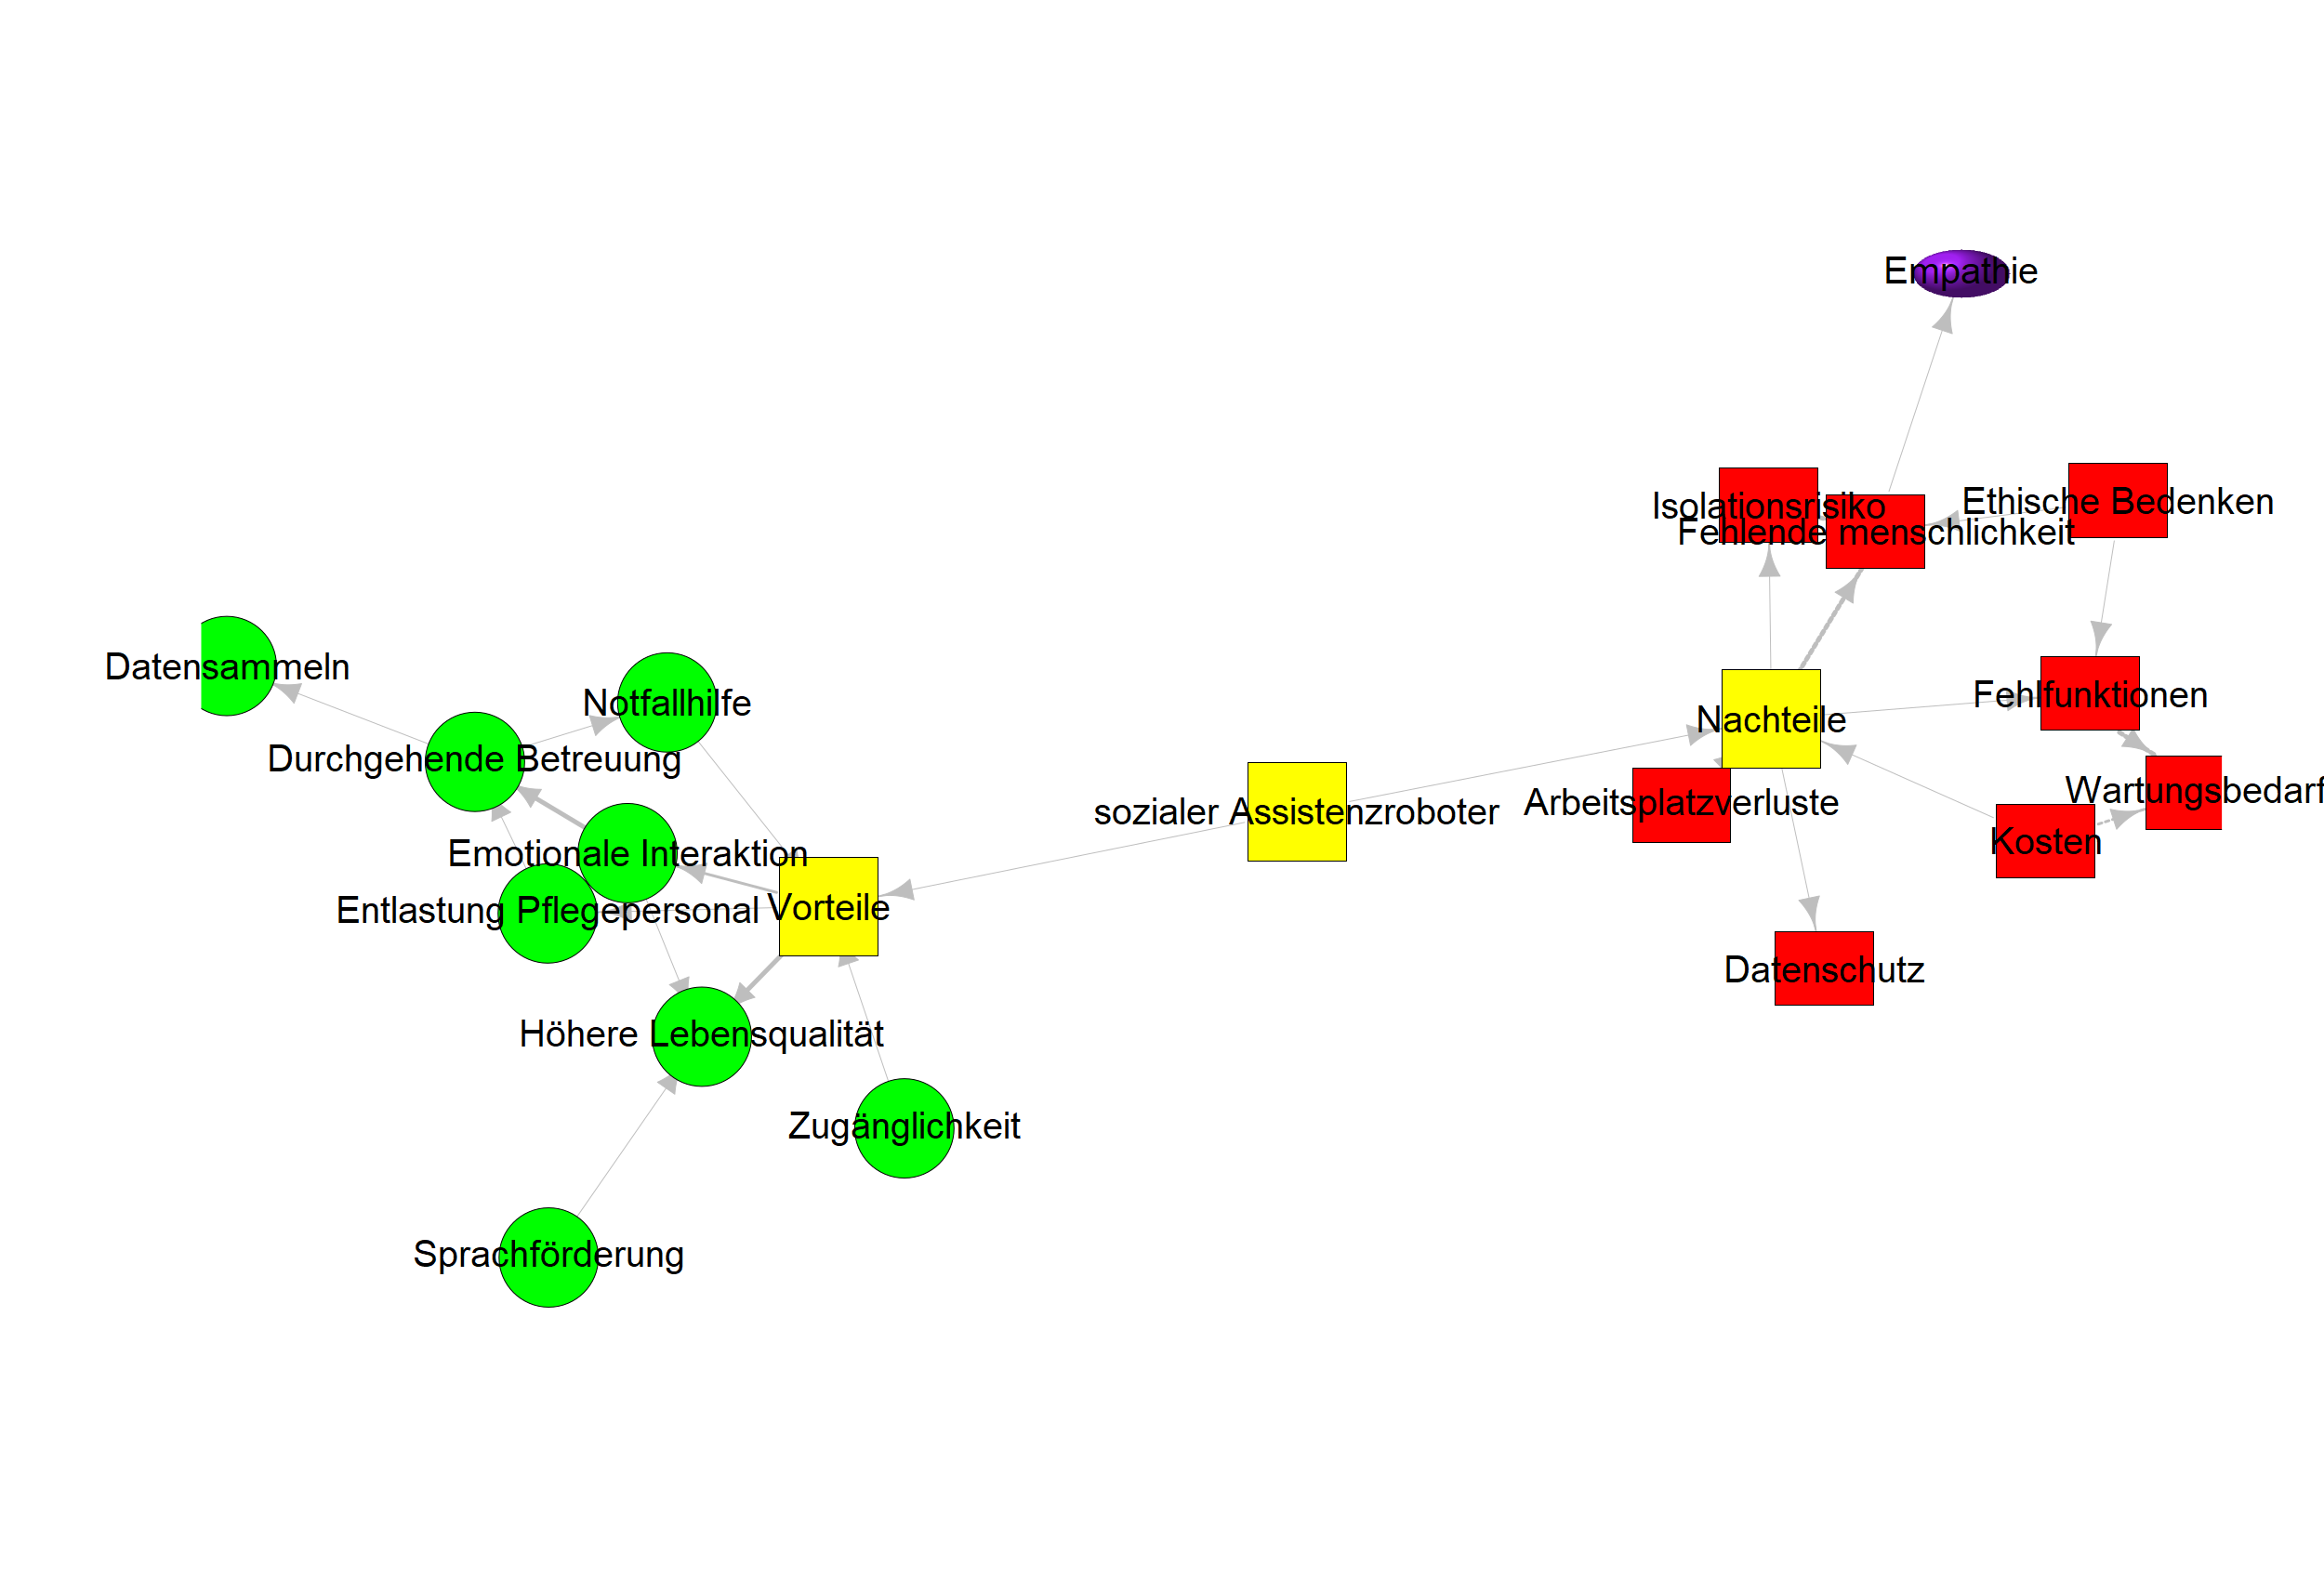 Empathie
Isolationsrisiko
Ethische Bedenken
Fehlende menschlichkeit
Datensammeln
Notfallhilfe
Fehlfunktionen
Nachteile
Durchgehende Betreuung
Wartungsbedarf
sozialer Assistenzroboter
Arbeitsplatzverluste
Kosten
Emotionale Interaktion
Entlastung Pflegepersonal
Vorteile
Datenschutz
Höhere Lebensqualität
Zugänglichkeit
Sprachförderung